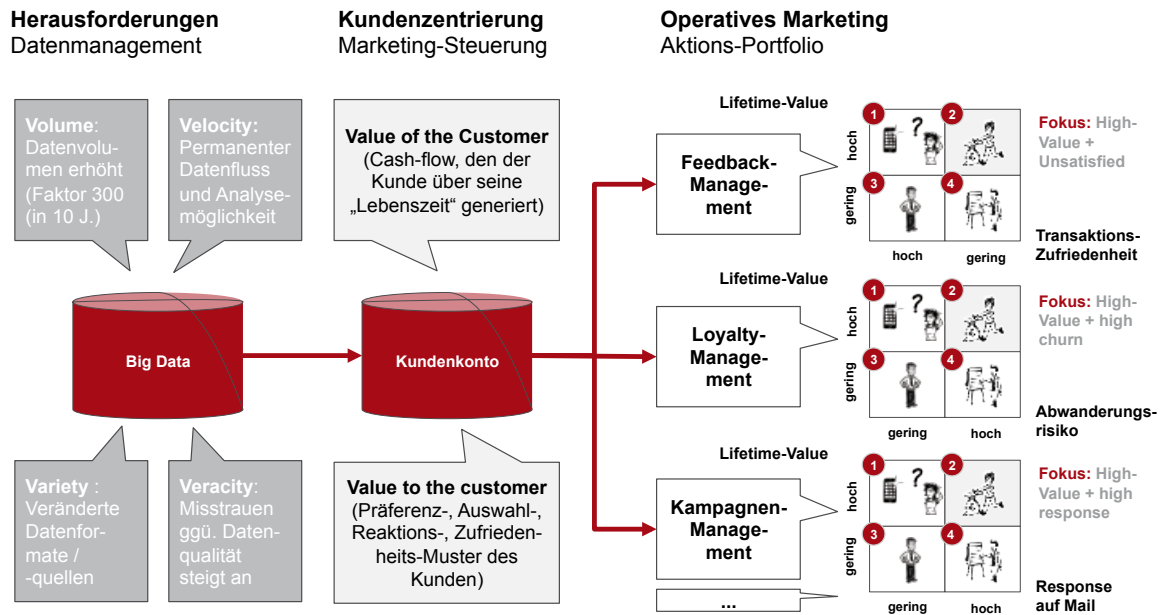 Herausforderungen
Datenmanagement
Kundenzentrierung
Marketing-Steuerung
Operatives Marketing
Aktions-Portfolio
Volume:
Datenvolu-
men erhöht
(Faktor 300
(in 10 J.)
Velocity:
Permanenter
Datenfluss
und Analyse-
möglichkeit
Big Data
Variety :
Veränderte
Datenfor-
mate /
-quellen
Veracity:
Misstrauen
ggü. Daten-
qualität
steigt an
Value of the Customer
(Cash-flow, den der
Kunde über seine
„Lebenszeit“ generiert)
Kundenkonto
Value to the customer
(Präferenz-, Auswahl-,
Reaktions-, Zufrieden-
heits-Muster des
Kunden)
Feedback-
Manage-
ment
Lifetime-Value
hoch
gering
1
2
3
4
?
hoch
gering
Fokus: High-
Value +
Unsatisfied
Transaktions-
Zufriedenheit
Loyalty-
Manage-
ment
Lifetime-Value
hoch
gering
1
2
3
4
?
gering
hoch
Fokus: High-
Value + high
churn
Abwanderungs-
risiko
Kampagnen-
Manage-
ment
Lifetime-Value
hoch
gering
1
2
3
4
?
gering
hoch
Fokus: High-
Value + high
response
Response
auf Mail
...